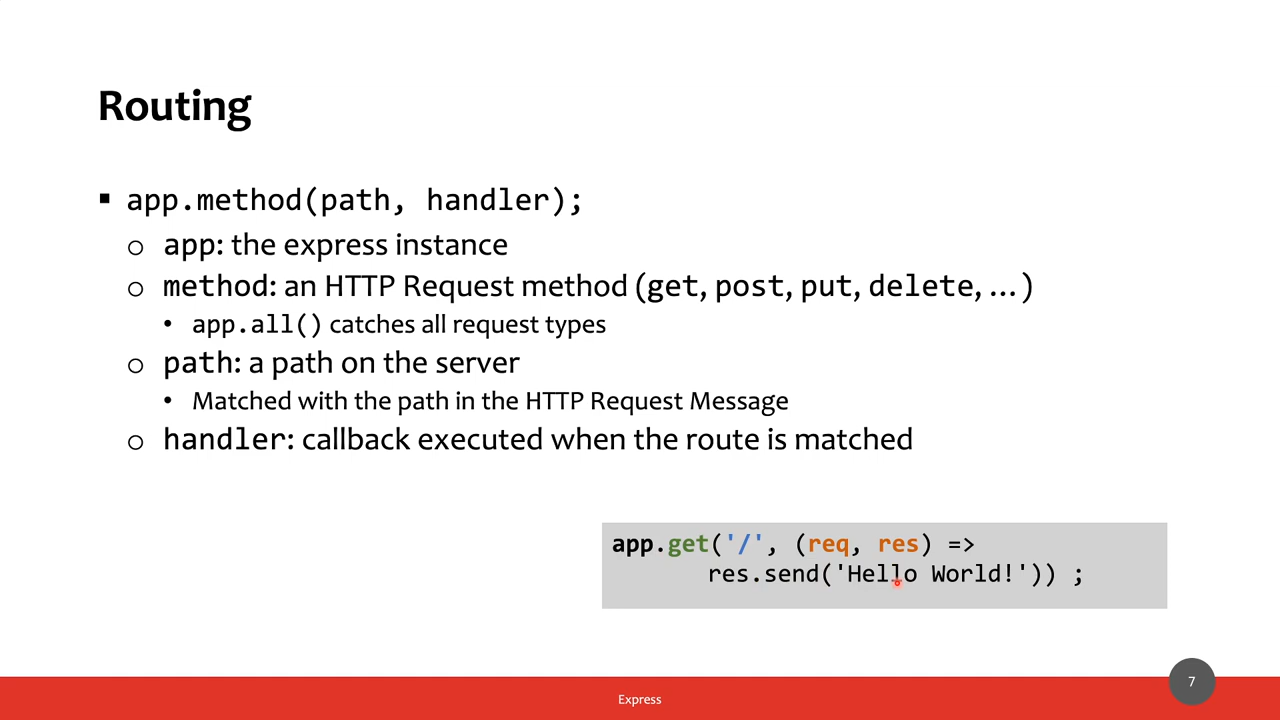 Routing
▪ app.method(path, handler);
o app: the express instance
o method: an HTTP Request method (get, post, put, delete, …)
• app.all() catches all request types
o path: a path on the server
• Matched with the path in the HTTP Request Message
o handler: callback executed when the route is matched
app.get('/', (req, res) =>
res.send('Hello World!')) ;
Express
7